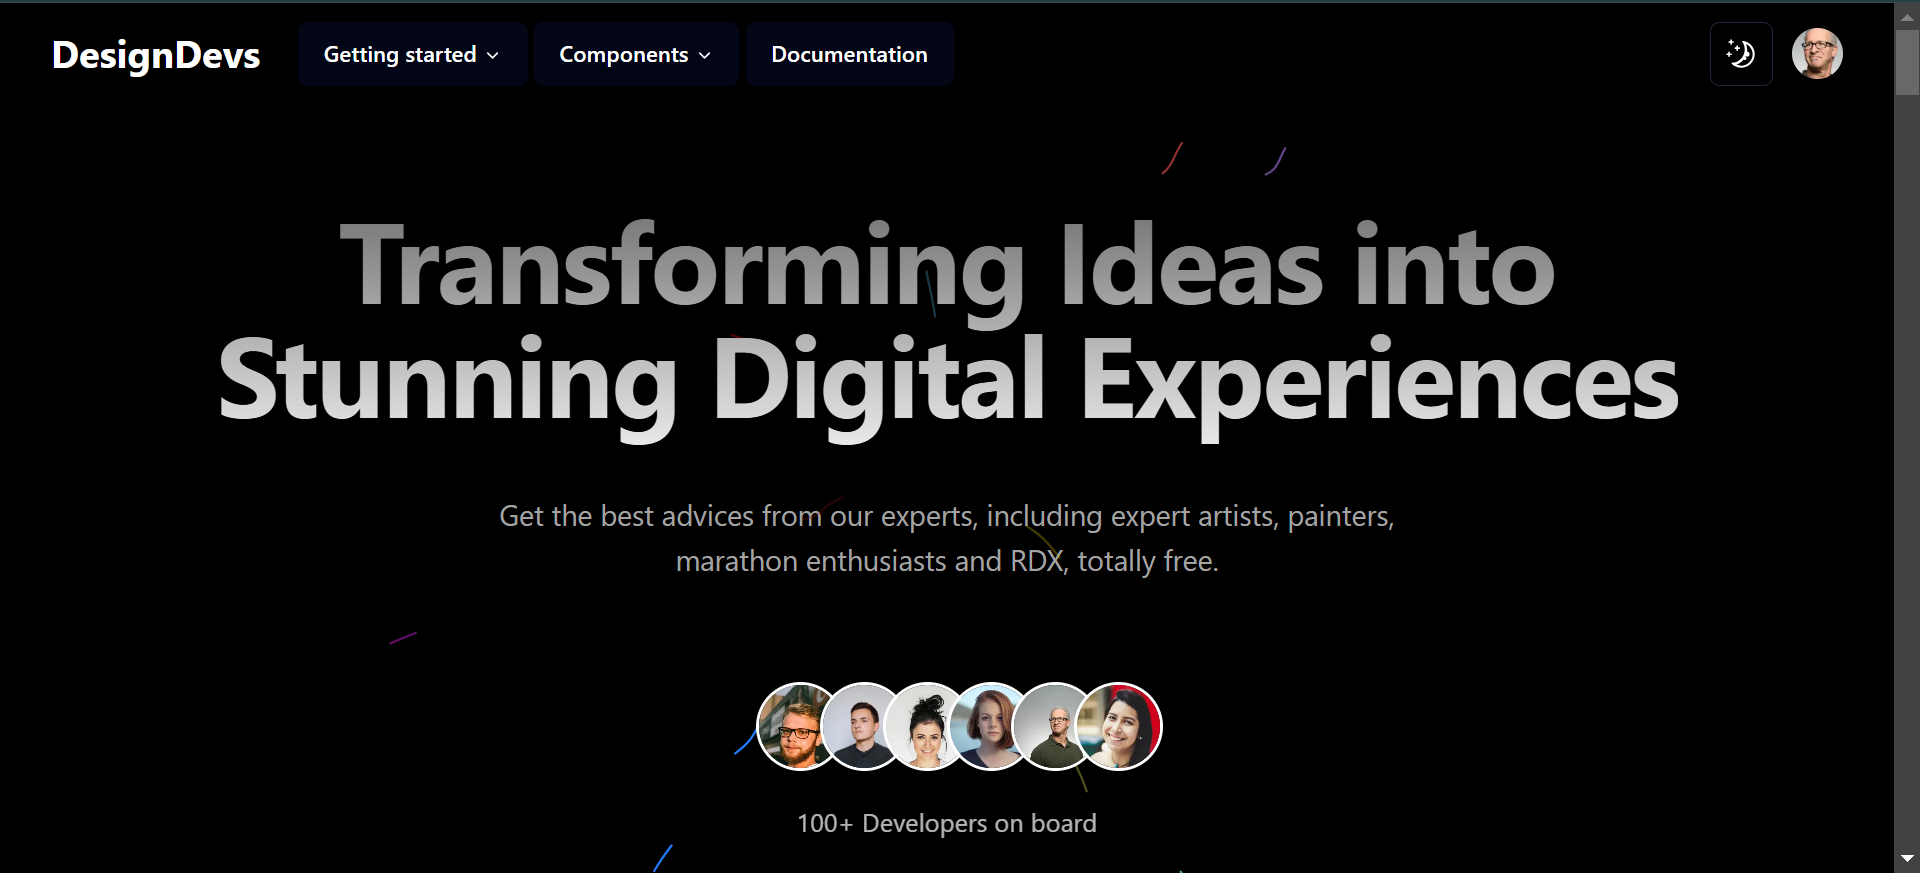 DesignDevs
Getting started
Components
Documentation
Transforming Ideas into
Stunning Digital Experiences
Get the best advices from our experts, including expert artists, painters,
marathon enthusiasts and RDX, totally free.
100+ Developers on board